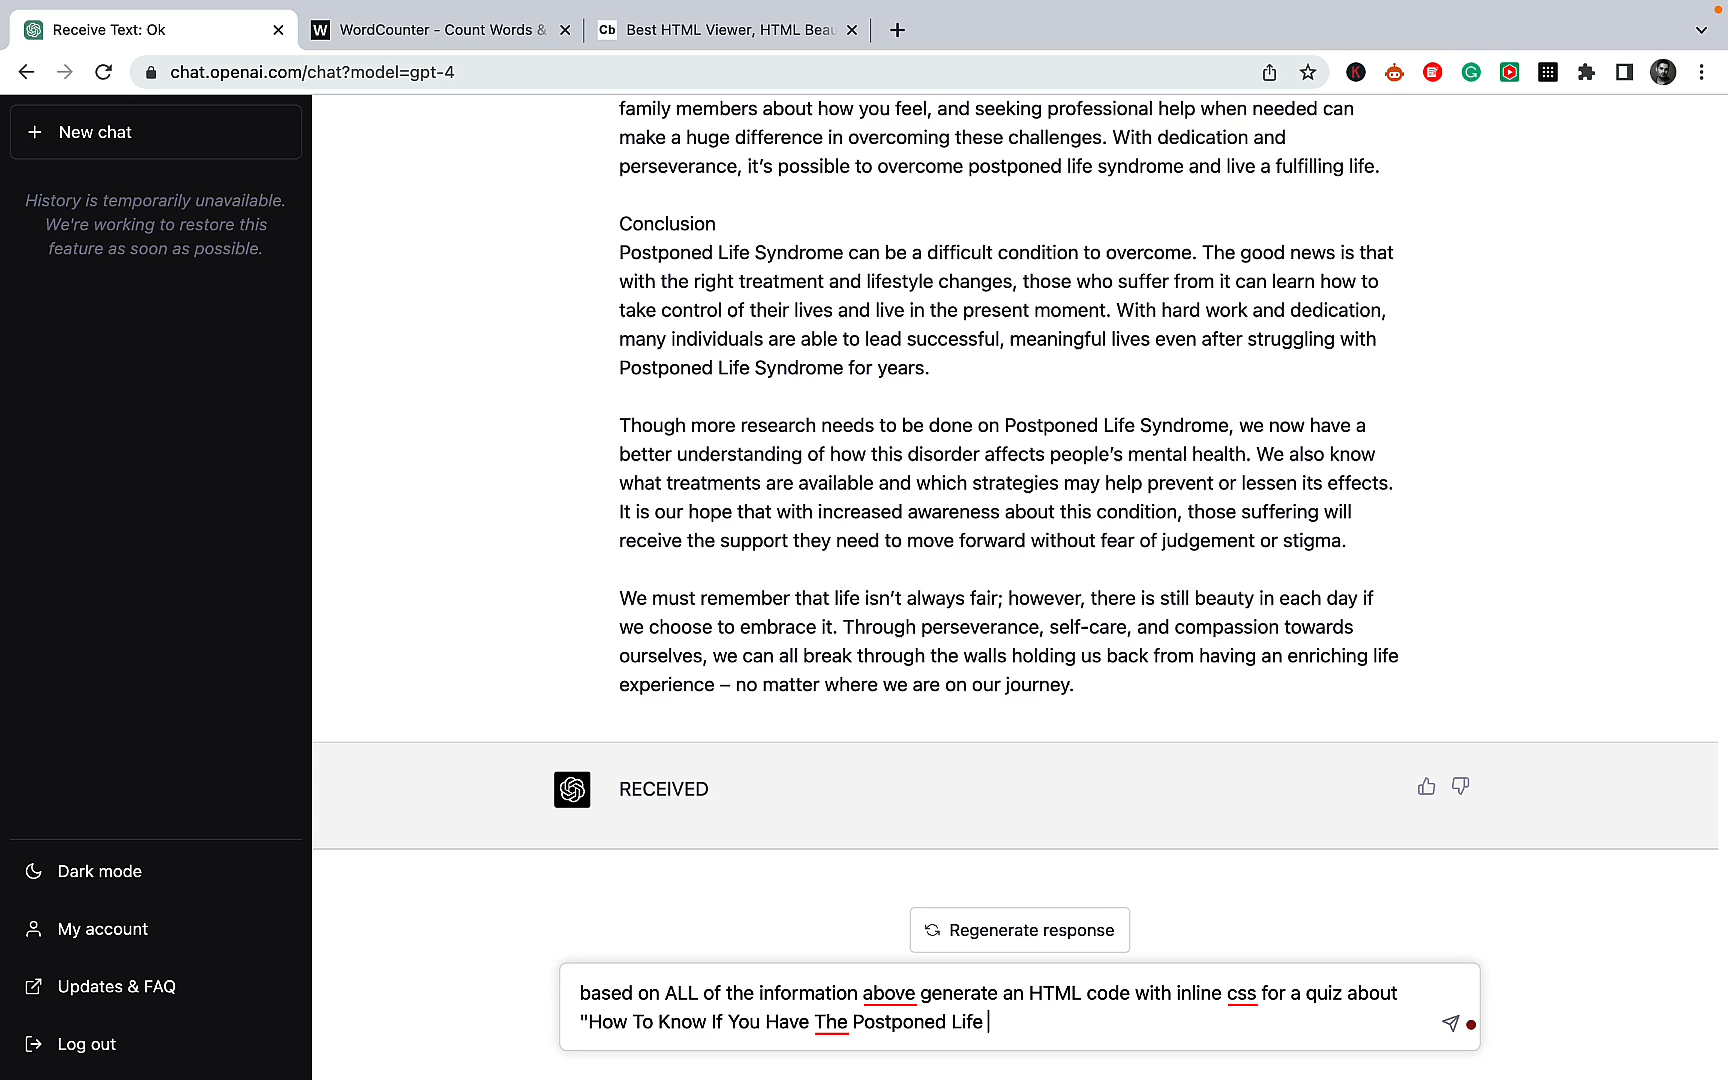 Receive Text: Ok
WordCounter - Count Words &
Cb
Best HTML Viewer, HTML Beau
chat.openai.com/chat?model=gpt-4
New chat
History is temporarily unavailable.
We're working to restore this
feature as soon as possible.
Dark mode
My account
Updates & FAQ
Log out
family members about how you feel, and seeking professional help when needed can
make a huge difference in overcoming these challenges. With dedication and
perseverance, it’s possible to overcome postponed life syndrome and live a fulfilling life.
Conclusion
Postponed Life Syndrome can be a difficult condition to overcome. The good news is that
with the right treatment and lifestyle changes, those who suffer from it can learn how to
take control of their lives and live in the present moment. With hard work and dedication,
many individuals are able to lead successful, meaningful lives even after struggling with
Postponed Life Syndrome for years.
Though more research needs to be done on Postponed Life Syndrome, we now have a
better understanding of how this disorder affects people’s mental health. We also know
what treatments are available and which strategies may help prevent or lessen its effects.
It is our hope that with increased awareness about this condition, those suffering will
receive the support they need to move forward without fear of judgement or stigma.
We must remember that life isn’t always fair; however, there is still beauty in each day if
we choose to embrace it. Through perseverance, self-care, and compassion towards
ourselves, we can all break through the walls holding us back from having an enriching life
experience – no matter where we are on our journey.
RECEIVED
Regenerate response
based on ALL of the information above generate an HTML code with inline css for a quiz about
"How To Know If You Have The Postponed Life